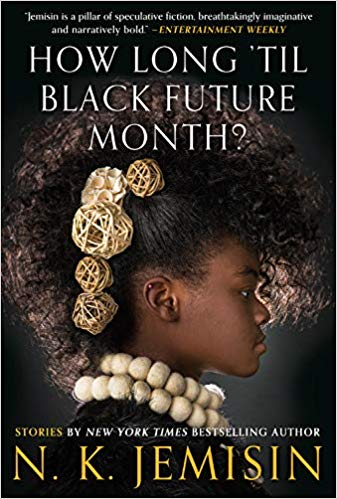 "Jemisin is a pillar of speculative fiction, breathtakingly imaginative
and narratively bold." –ENTERTAINMENT WEEKLY
HOW LONG 'TIL
BLACK FUTURE
MONTH?
STORIES BY NEW YORK TIMES BESTSELLING AUTHOR
N. K. JEMISIN